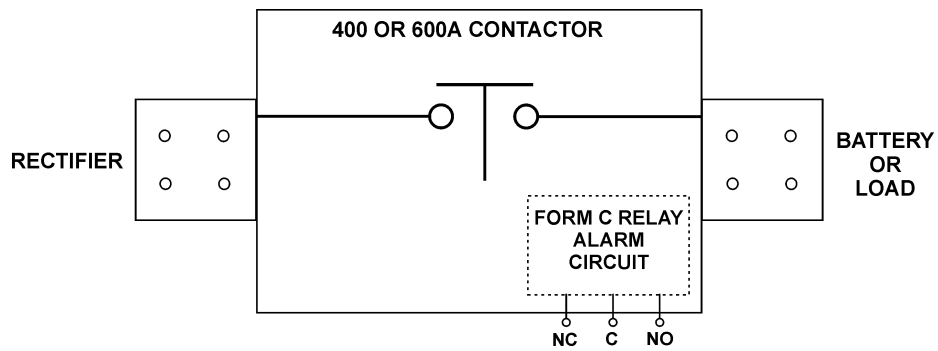 400 OR 600A CONTACTOR
RECTIFIER
BATTERY
OR
LOAD
FORM C RELAY
ALARM
CIRCUIT
NC C NO